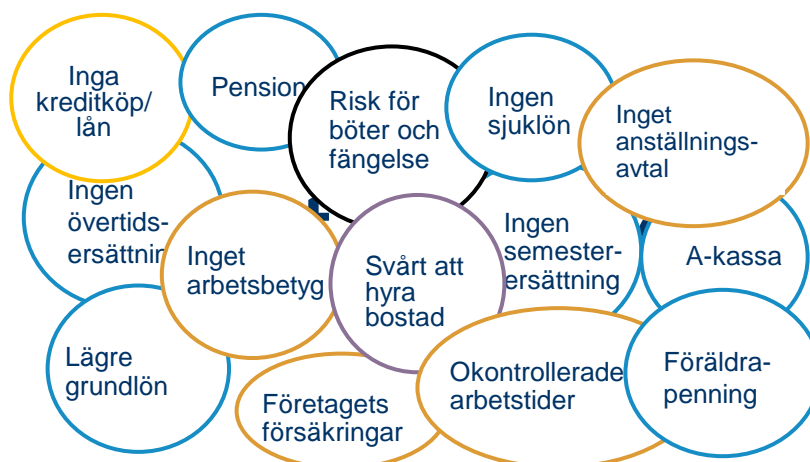 Inga
kreditköp/
lån
Pension
Risk för
böter och
fängelse
Ingen
sjuklön
Inget
anställnings-
avtal
Ingen
övertids-
ersättnin
Inget
arbetsbetyg
Svårt att
hyra
bostad
Ingen
semester-
ersättning
A-kassa
Lägre
grundlön
Företagets
försäkringar
Okontrollerade
arbetstider
Föräldra-
penning